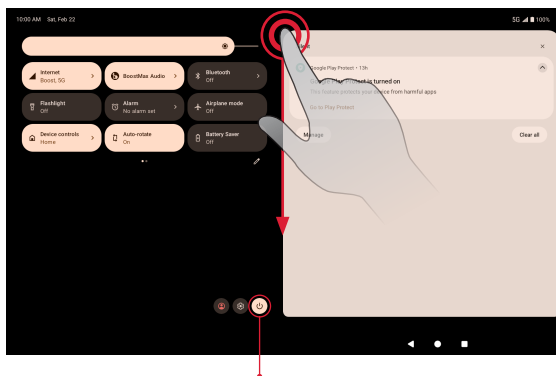 10:00 AM Sat, Feb 22
5G 100%
Internet
Boost, 5G
BoostMax Audio
Bluetooth
Off
Flashlight
Off
Alarm
No alarm set
Airplane mode
Off
Device controls
Home
Auto-rotate
On
Battery Saver
Off
Google Play Protect • 13h
Google Play Protect is turned on
This feature protects your device from harmful apps
Go to Play Protect
Manage
Clear all